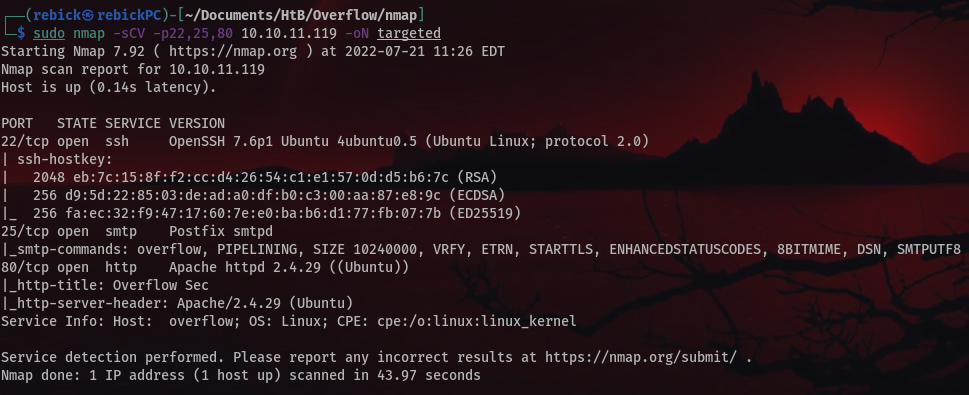 ┌──(rebick㉿rebickPC)-[~/Documents/HtB/Overflow/nmap]
└─$ sudo nmap -sCV -p22,25,80 10.10.11.119 -oN targeted
Starting Nmap 7.92 ( https://nmap.org ) at 2022-07-21 11:26 EDT
Nmap scan report for 10.10.11.119
Host is up (0.14s latency).

PORT   STATE SERVICE VERSION
22/tcp open  ssh     OpenSSH 7.6p1 Ubuntu 4ubuntu0.5 (Ubuntu Linux; protocol 2.0)
| ssh-hostkey:
|   2048 eb:7c:15:8f:f2:cc:d4:26:54:c1:e1:57:0d:d5:b6:7c (RSA)
|   256 d9:5d:22:85:03:de:ad:a0:df:b0:c3:00:aa:87:e8:9c (ECDSA)
|_  256 fa:ec:32:f9:47:17:60:7e:e0:ba:b6:d1:77:fb:07:7b (ED25519)
25/tcp open  smtp    Postfix smtpd
|_smtp-commands: overflow, PIPELINING, SIZE 10240000, VRFY, ETRN, STARTTLS, ENHANCEDSTATUSCODES, 8BITMIME, DSN, SMTPUTF8
80/tcp open  http    Apache httpd 2.4.29 ((Ubuntu))
|_http-title: Overflow Sec
|_http-server-header: Apache/2.4.29 (Ubuntu)
Service Info: Host:  overflow; OS: Linux; CPE: cpe:/o:linux:linux_kernel

Service detection performed. Please report any incorrect results at https://nmap.org/submit/ .
Nmap done: 1 IP address (1 host up) scanned in 43.97 seconds